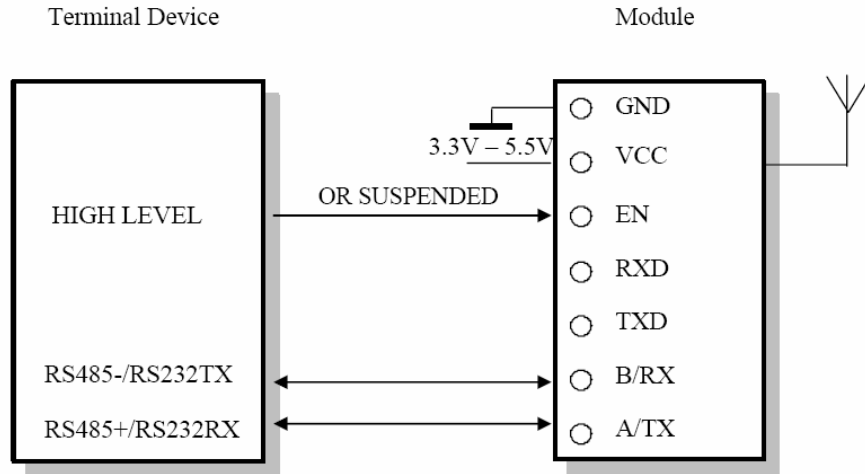 Terminal Device
Module
GND
3.3V – 5.5V
VCC
OR SUSPENDED
HIGH LEVEL
EN
RXD
TXD
RS485-/RS232TX
B/RX
RS485+/RS232RX
A/TX